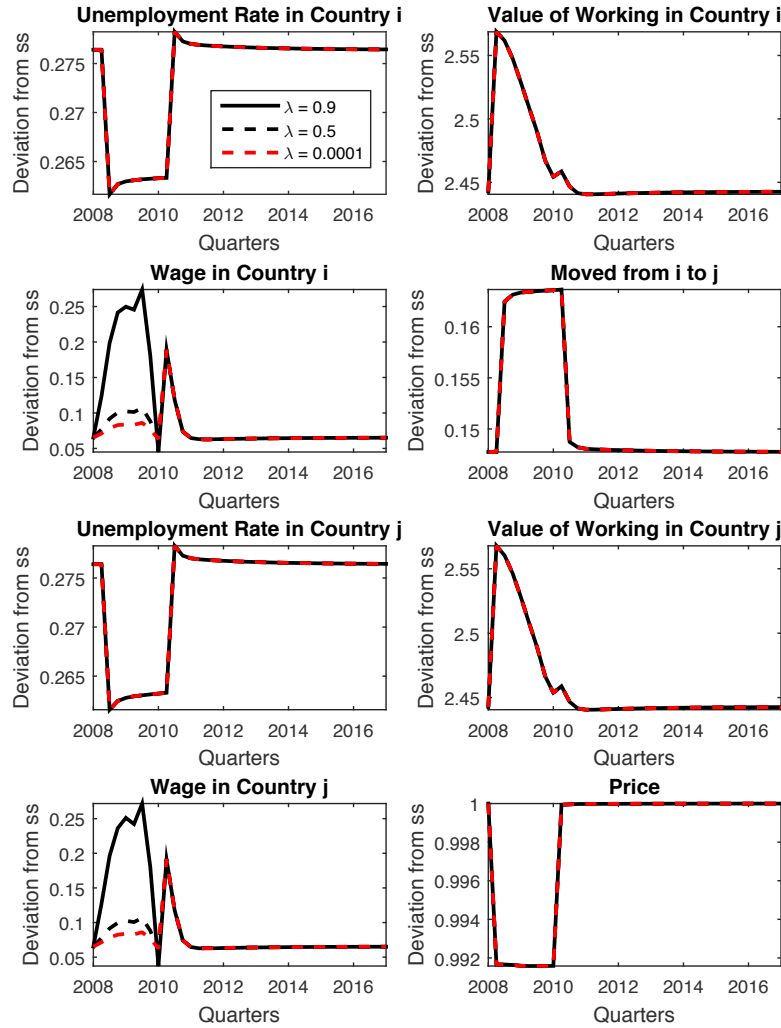 Unemployment Rate in Country i
Deviation from ss
0.275
0.27
0.265
λ = 0.9
λ = 0.5
λ = 0.0001
2008 2010 2012 2014 2016
Quarters
Value of Working in Country i
Deviation from ss
2.55
2.5
2.45
2008 2010 2012 2014 2016
Quarters
Wage in Country i
Deviation from ss
0.25
0.2
0.15
0.1
0.05
2008 2010 2012 2014 2016
Quarters
Moved from i to j
Deviation from ss
0.16
0.155
0.15
2008 2010 2012 2014 2016
Quarters
Unemployment Rate in Country j
Deviation from ss
0.275
0.27
0.265
2008 2010 2012 2014 2016
Quarters
Value of Working in Country j
Deviation from ss
2.55
2.5
2.45
2008 2010 2012 2014 2016
Quarters
Wage in Country j
Deviation from ss
0.25
0.2
0.15
0.1
0.05
2008 2010 2012 2014 2016
Quarters
Price
Deviation from ss
1
0.998
0.996
0.994
0.992
2008 2010 2012 2014 2016
Quarters